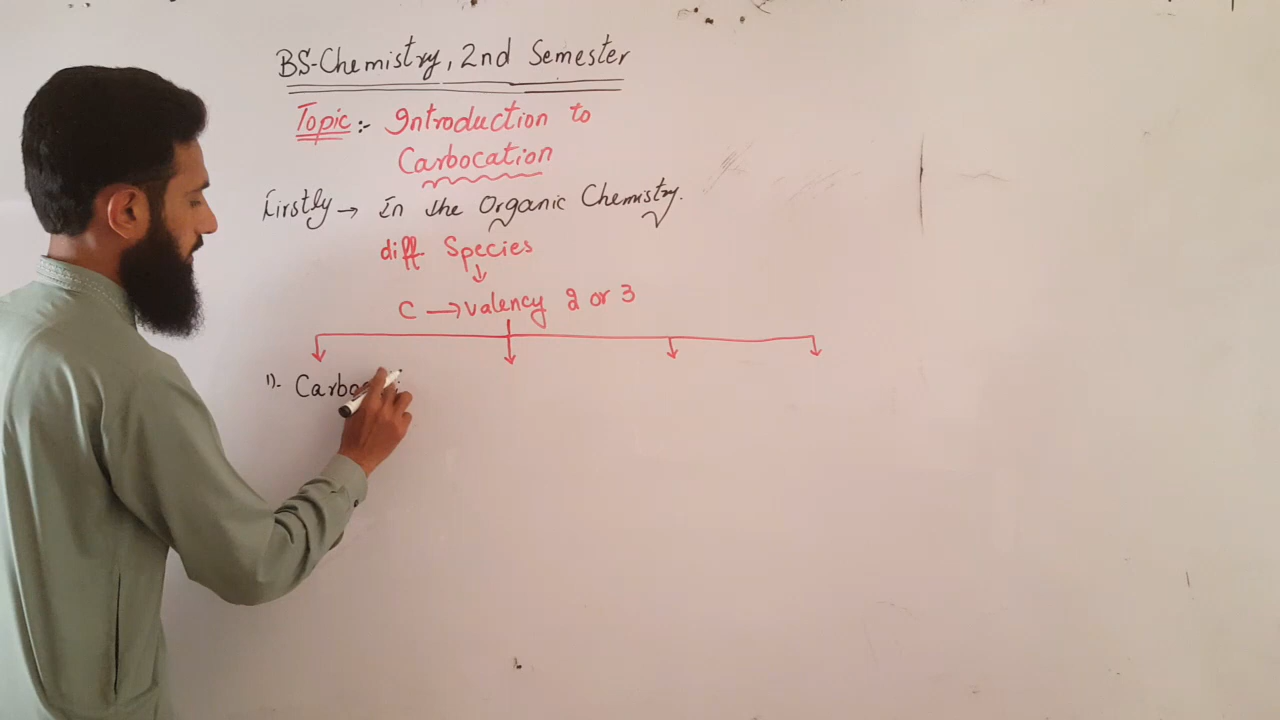 BS-Chemistry, 2nd Semester
Topic:- Introduction to
Carbocation
Firstly → In the Organic Chemistry.
diff Species
↓
C → valency 2 or 3
1).